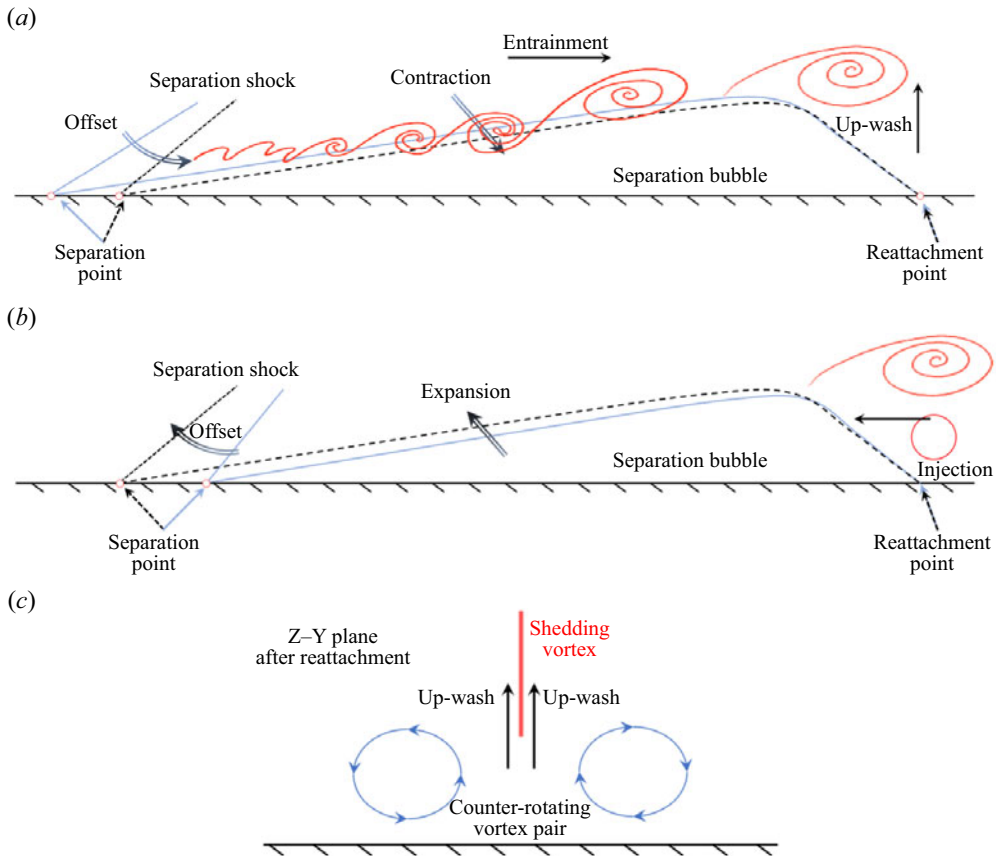 (a)
Entrainment
Separation shock
Contraction
Offset
Up-wash
Separation bubble
Separation
point
Reattachment
point
(b)
Separation shock
Expansion
Offset
Separation bubble
Injection
Separation
point
Reattachment
point
(c)
Z–Y plane
after reattachment
Shedding
vortex
Up-wash
Up-wash
Counter-rotating
vortex pair